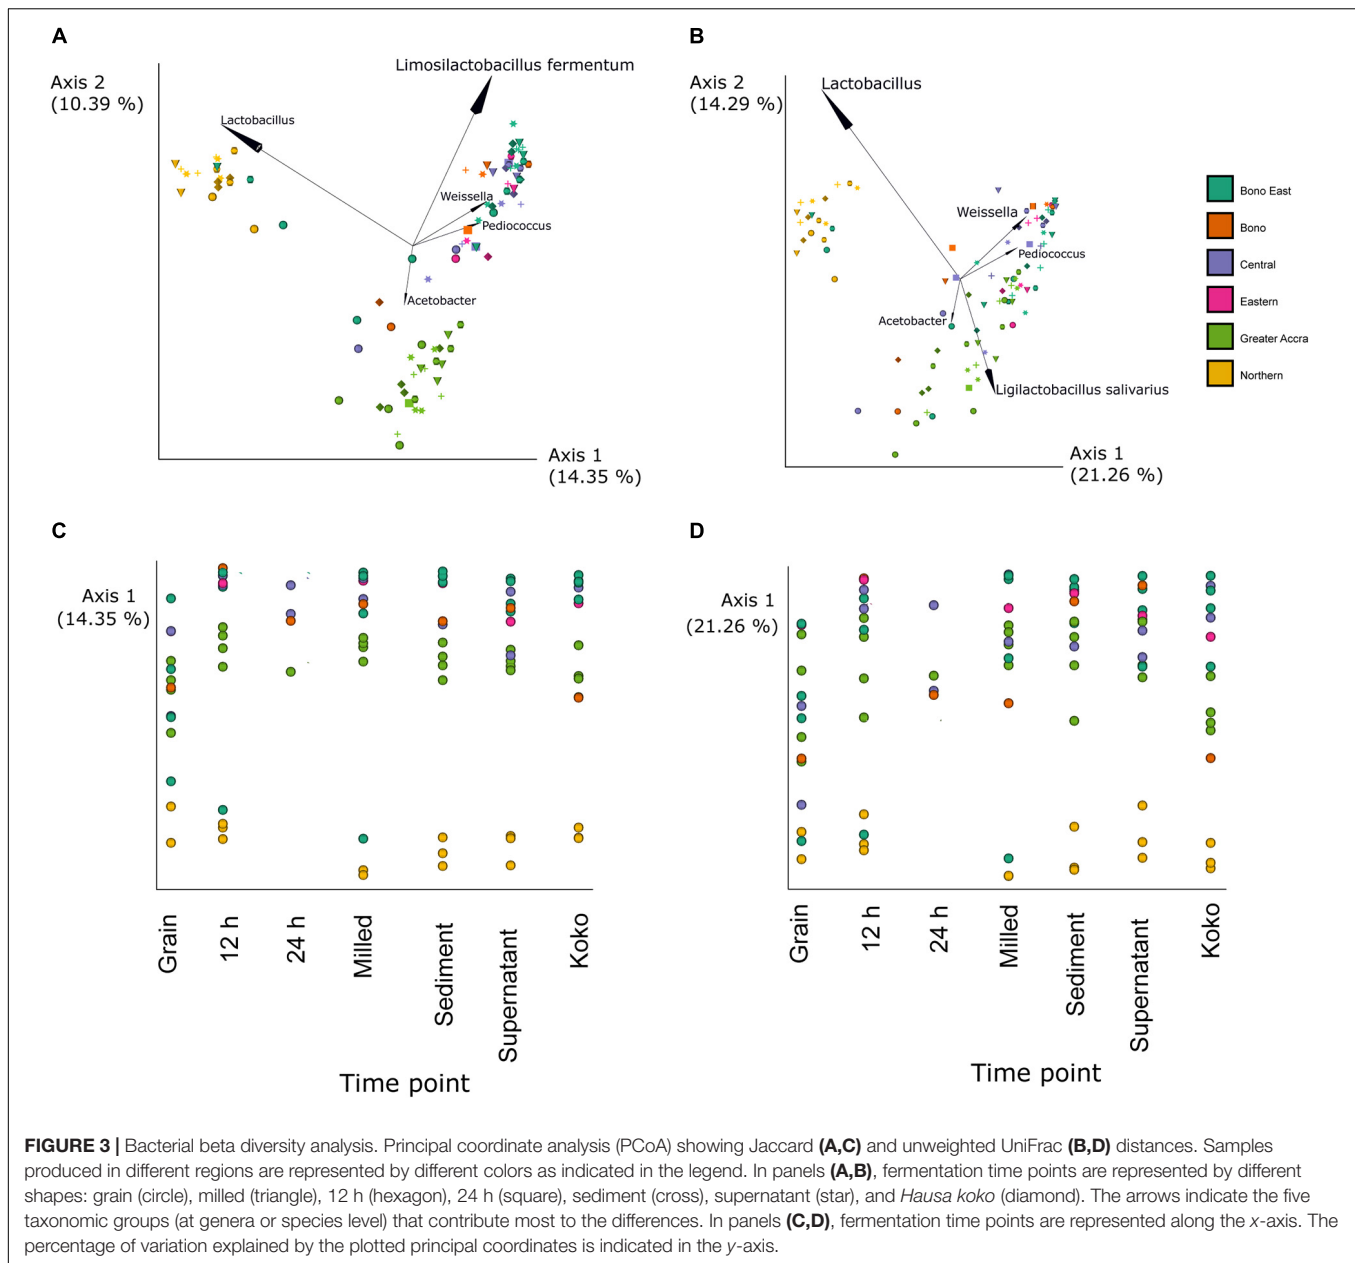 A
Axis 2
(10.39 %)
Limosilactobacillus fermentum
Lactobacillus
Weissella
Pediococcus
Acetobacter
Axis 1
(14.35 %)
B
Axis 2
(14.29 %)
Lactobacillus
Weissella
Pediococcus
Acetobacter
Ligilactobacillus salivarius
Axis 1
(21.26 %)
Bono East
Bono
Central
Eastern
Greater Accra
Northern
C
Axis 1
(14.35 %)
Grain
12 h
24 h
Milled
Sediment
Supernatant
Koko
Time point
D
Axis 1
(21.26 %)
Grain
12 h
24 h
Milled
Sediment
Supernatant
Koko
Time point
FIGURE 3 | Bacterial beta diversity analysis. Principal coordinate analysis (PCoA) showing Jaccard (A,C) and unweighted UniFrac (B,D) distances. Samples
produced in different regions are represented by different colors as indicated in the legend. In panels (A,B), fermentation time points are represented by different
shapes: grain (circle), milled (triangle), 12 h (hexagon), 24 h (square), sediment (cross), supernatant (star), and Hausa koko (diamond). The arrows indicate the five
taxonomic groups (at genera or species level) that contribute most to the differences. In panels (C,D), fermentation time points are represented along the x-axis. The
percentage of variation explained by the plotted principal coordinates is indicated in the y-axis.